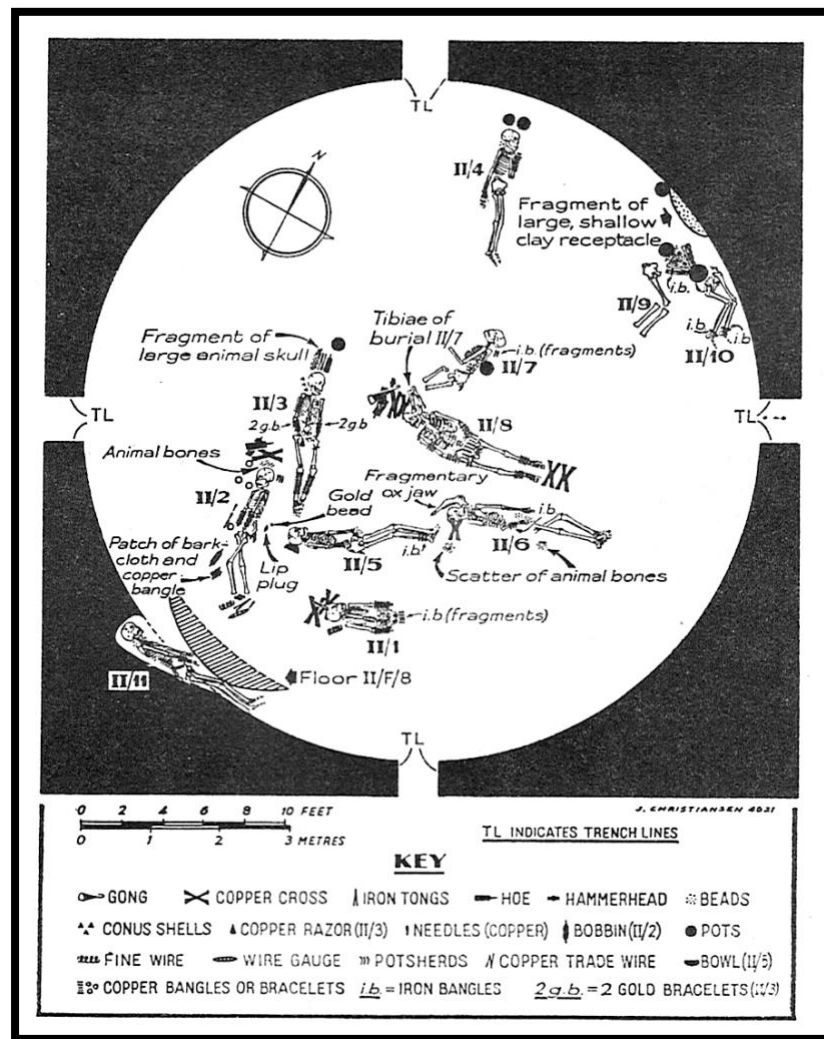 TL
N
II/4
Fragment of
large, shallow
clay receptacle
i.b.
II/9
i.b.
i.b
II/10
Tibiae of
burial II/7
i.b. (fragments)
II/7
Fragment of
large animal skull
II/3
2 g.b.
2 g.b
II/8
TL
TL
Animal bones
II/2
Gold
bead
Fragmentary
ox jaw
i.b
II/6
Patch of bark-
cloth and
copper
bangle
Lip
plug
II/5
i.b.
Scatter of animal bones
i.b (fragments)
II/1
II/11
Floor II/F/8
TL
0 2 4 6 8 10 FEET
0 1 2 3 METRES
J. CHRISTIANSEN 4031
TL INDICATES TRENCH LINES
KEY
GONG COPPER CROSS IRON TONGS HOE HAMMERHEAD BEADS
CONUS SHELLS COPPER RAZOR (II/3) NEEDLES (COPPER) BOBBIN (II/2) POTS
FINE WIRE WIRE GAUGE POTSHERDS COPPER TRADE WIRE BOWL (II/5)
COPPER BANGLES OR BRACELETS i.b. = IRON BANGLES 2 g.b. = 2 GOLD BRACELETS (II/3)